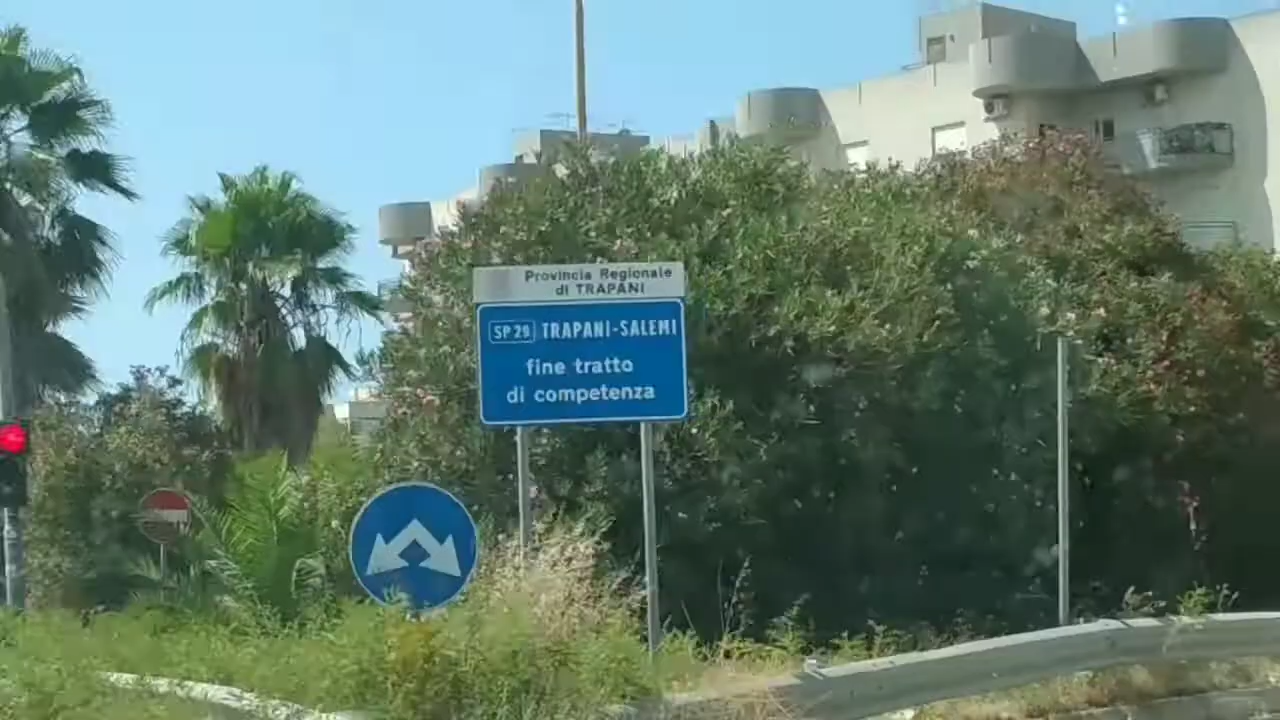 Provincia Regionale
di TRAPANI
SP 29 TRAPANI-SALEMI
fine tratto
di competenza